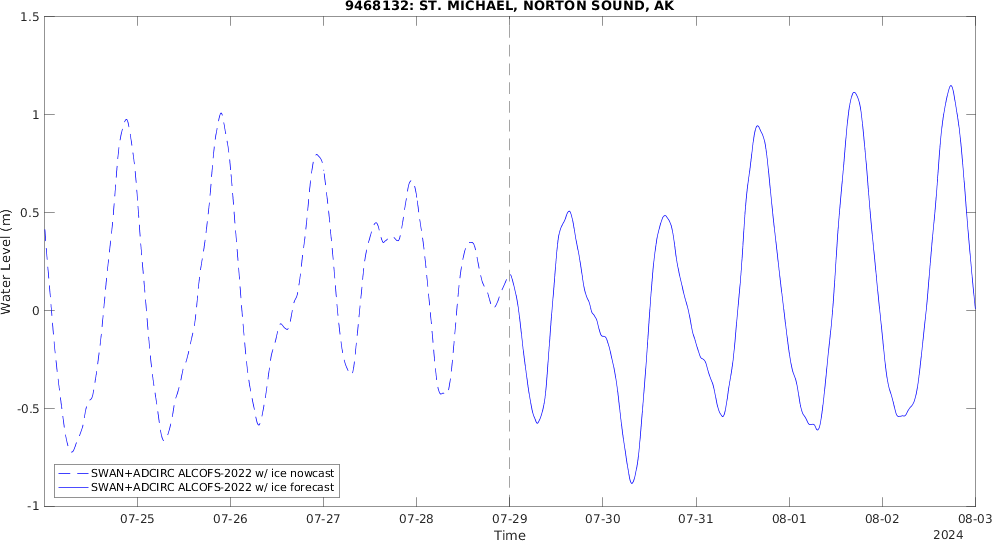 9468132: ST. MICHAEL, NORTON SOUND, AK
1.5
1
0.5
0
-0.5
-1
Water Level (m)
SWAN+ADCIRC ALCOFS-2022 w/ ice nowcast
SWAN+ADCIRC ALCOFS-2022 w/ ice forecast
07-25 07-26 07-27 07-28 07-29 07-30 07-31 08-01 08-02 08-03
Time
2024